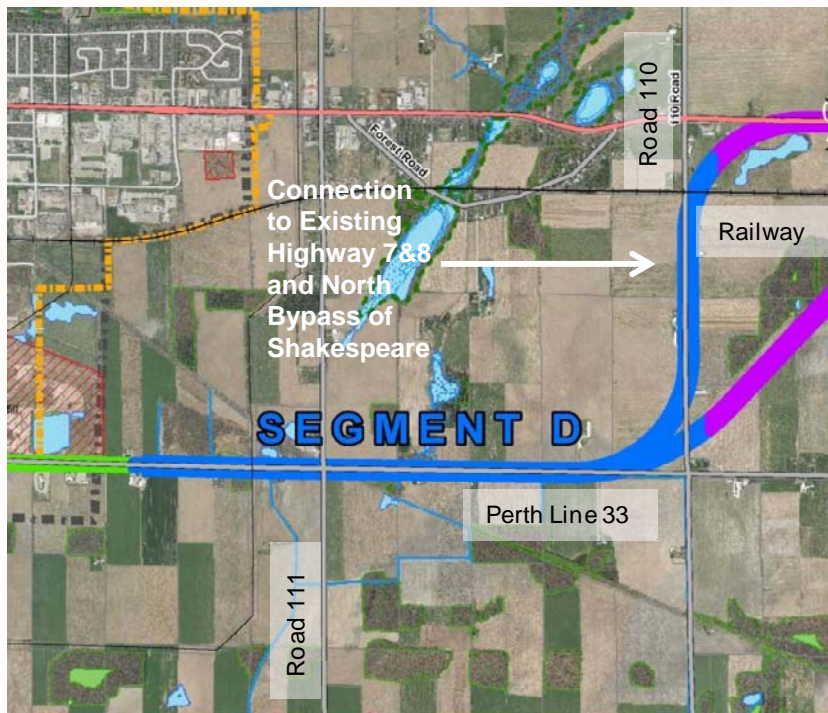 Road 110
110 Road
Forest Road
Connection
to Existing
Highway 7&8
and North
Bypass of
Shakespeare
Railway
SEGMENT D
Perth Line 33
Road 111